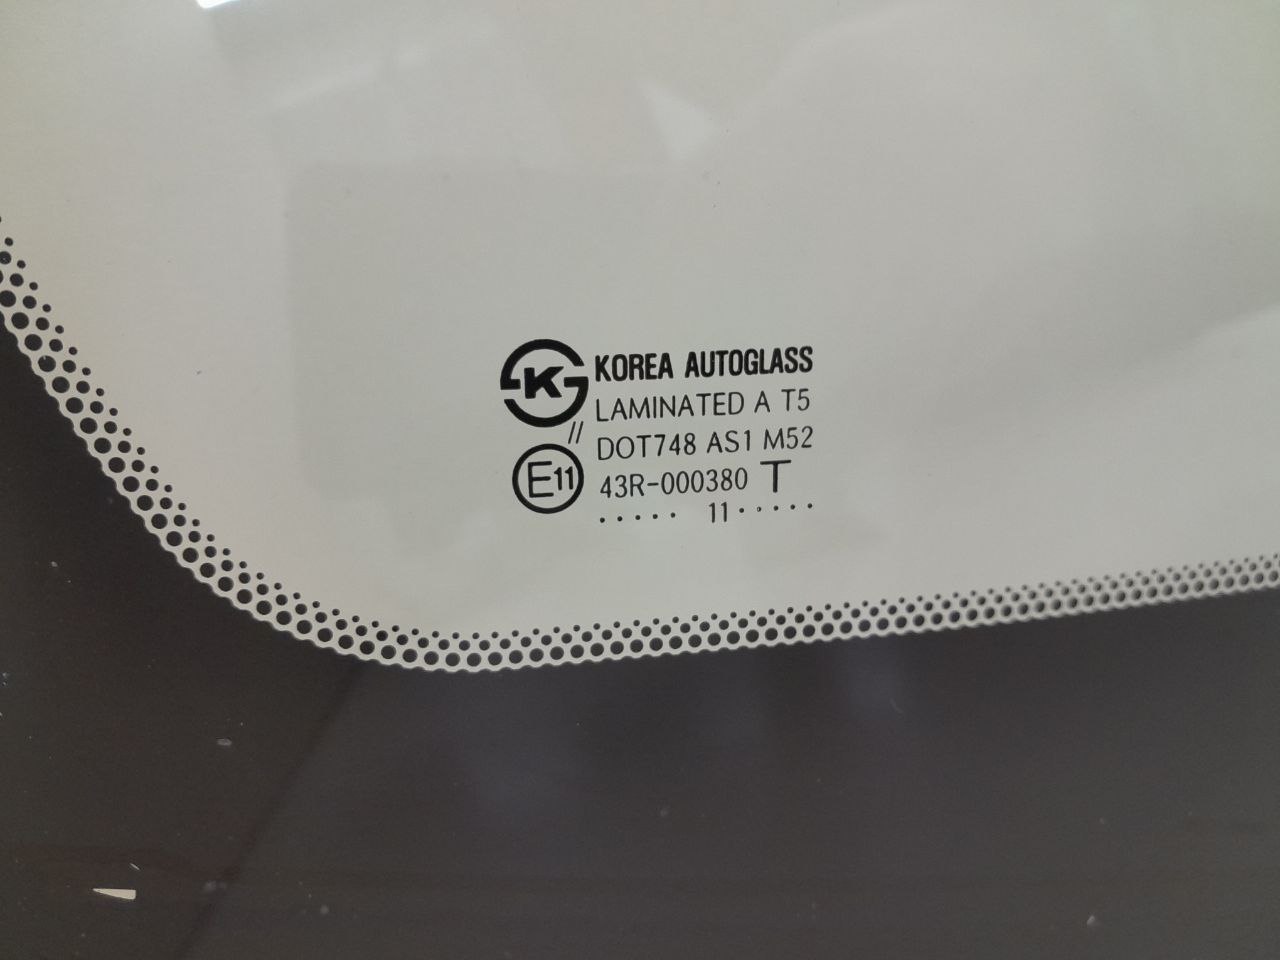 K
KOREA AUTOGLASS
LAMINATED A T5
//
DOT748 AS1 M52
E11
43R-000380 T
. . . . . 11 . . . . .